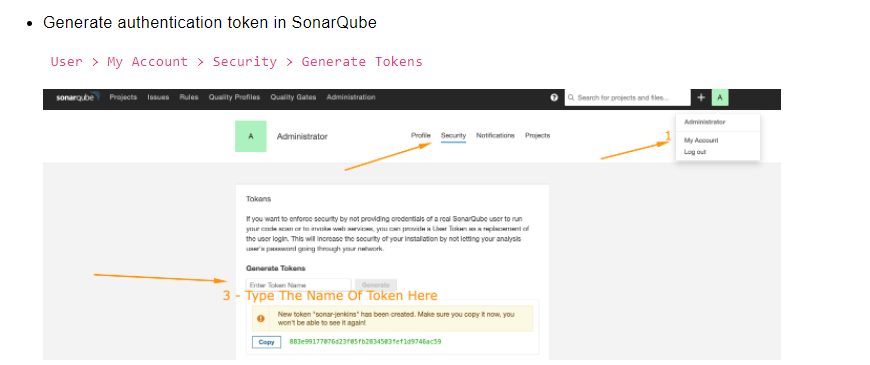 Generate authentication token in SonarQube
User > My Account > Security > Generate Tokens
sonarqube Projects Issues Rules Quality Profiles Quality Gates Administration Search for projects and files... + A
Administrator
A Administrator Profile Security Notifications Projects 1 My Account
Log out
Tokens
If you want to enforce security by not providing credentials of a real SonarQube user to run
your code scan or to invoke web services, you can provide a User Token as a replacement of
the user login. This will increase the security of your installation by not letting your analysis
user's password going through your network.
Generate Tokens
Enter Token Name Generate
3 - Type The Name Of Token Here
New token "sonar-jenkins" has been created. Make sure you copy it now, you
won't be able to see it again!
Copy